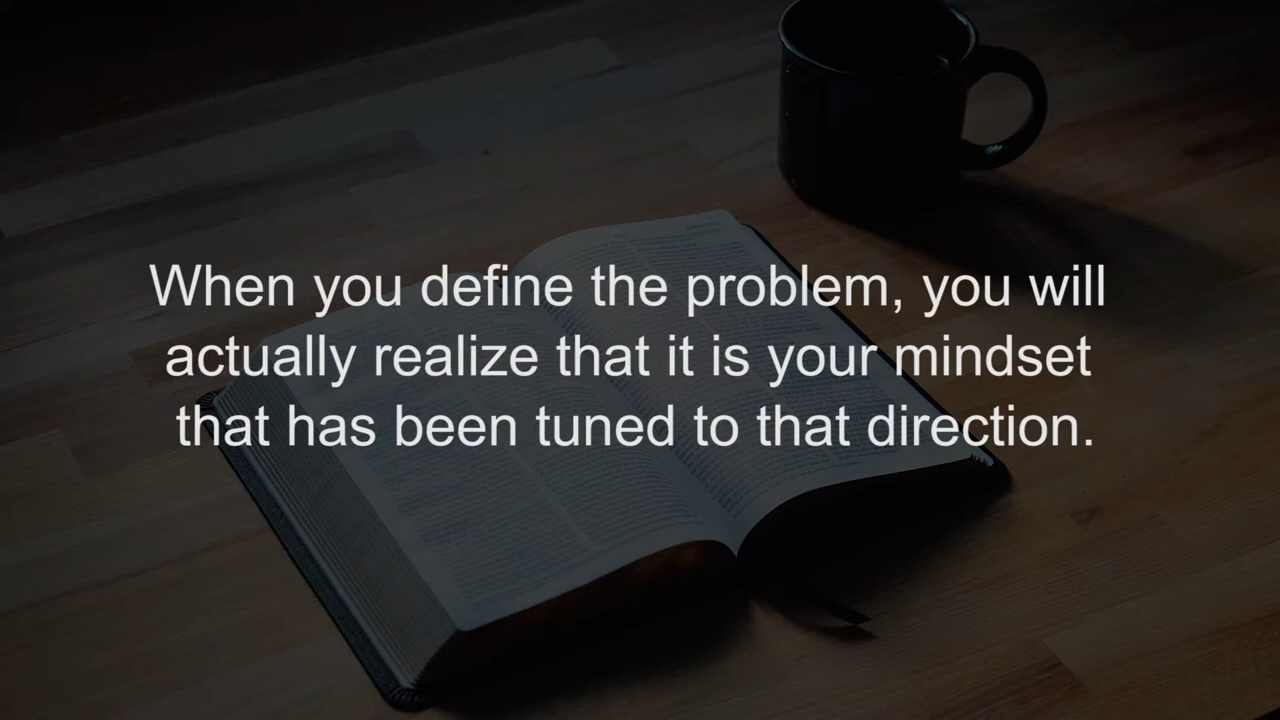 When you define the problem, you will
actually realize that it is your mindset
that has been tuned to that direction.